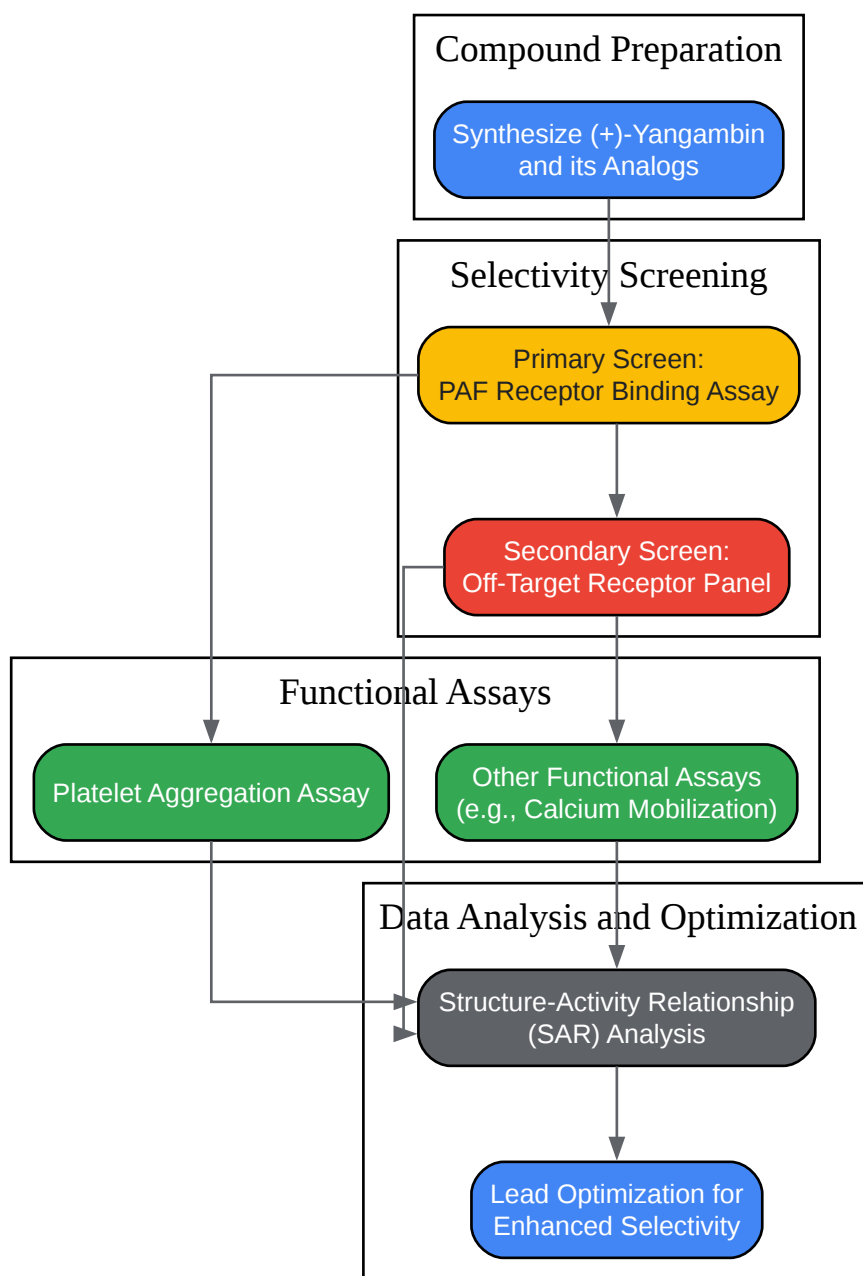 Compound Preparation
Synthesize (+)-Yangambin
and its Analogs
Selectivity Screening
Primary Screen:
PAF Receptor Binding Assay
Secondary Screen:
Off-Target Receptor Panel
Functional Assays
Platelet Aggregation Assay
Other Functional Assays
(e.g., Calcium Mobilization)
Data Analysis and Optimization
Structure-Activity Relationship
(SAR) Analysis
Lead Optimization for
Enhanced Selectivity